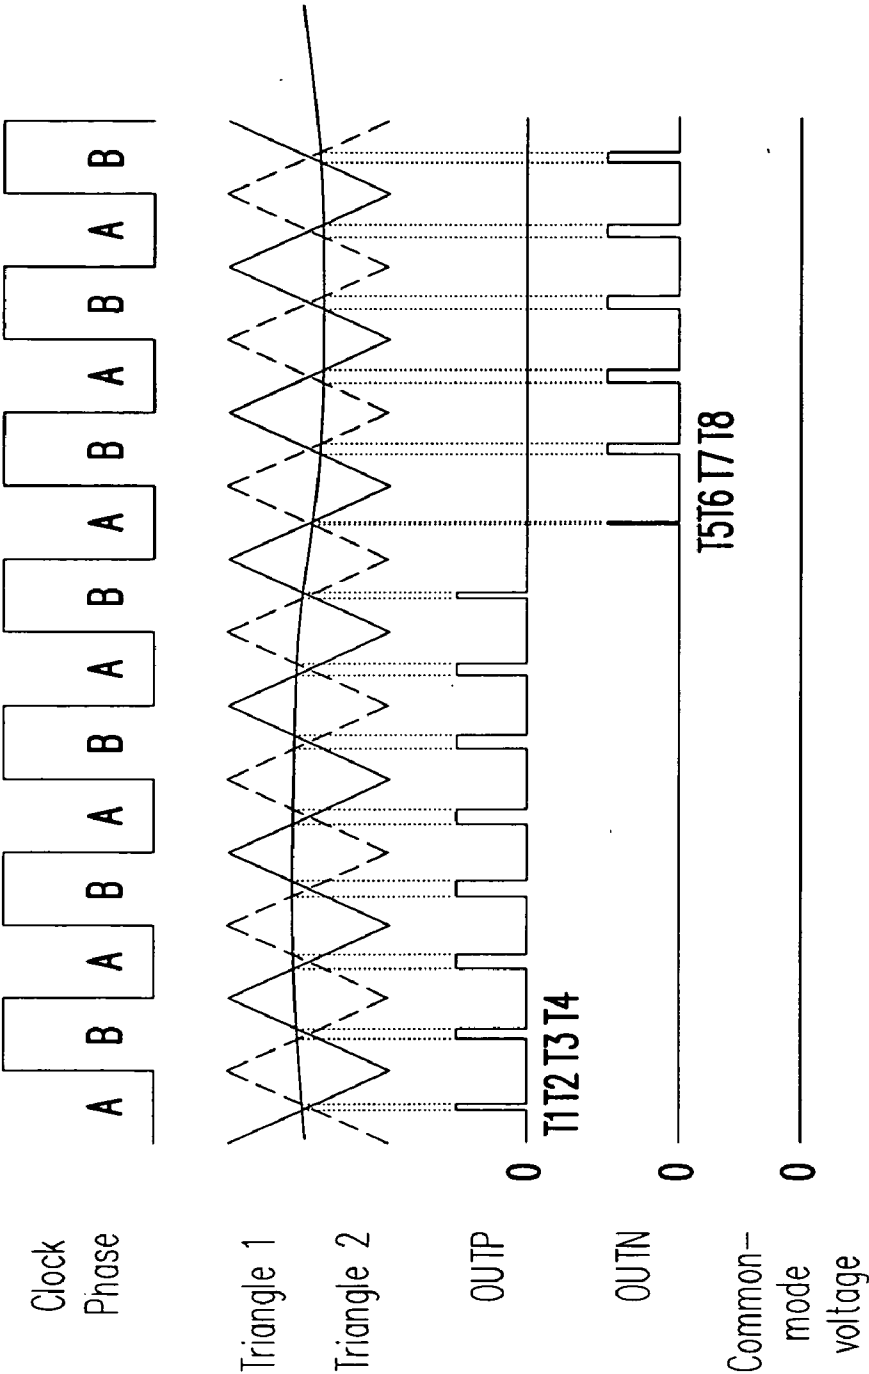 Clock
Phase
A B A B A B A B A B A B A B
Triangle 1
Triangle 2
OUTP
0
T1 T2 T3 T4
OUTN
0
T5 T6 T7 T8
Common-
mode
voltage
0